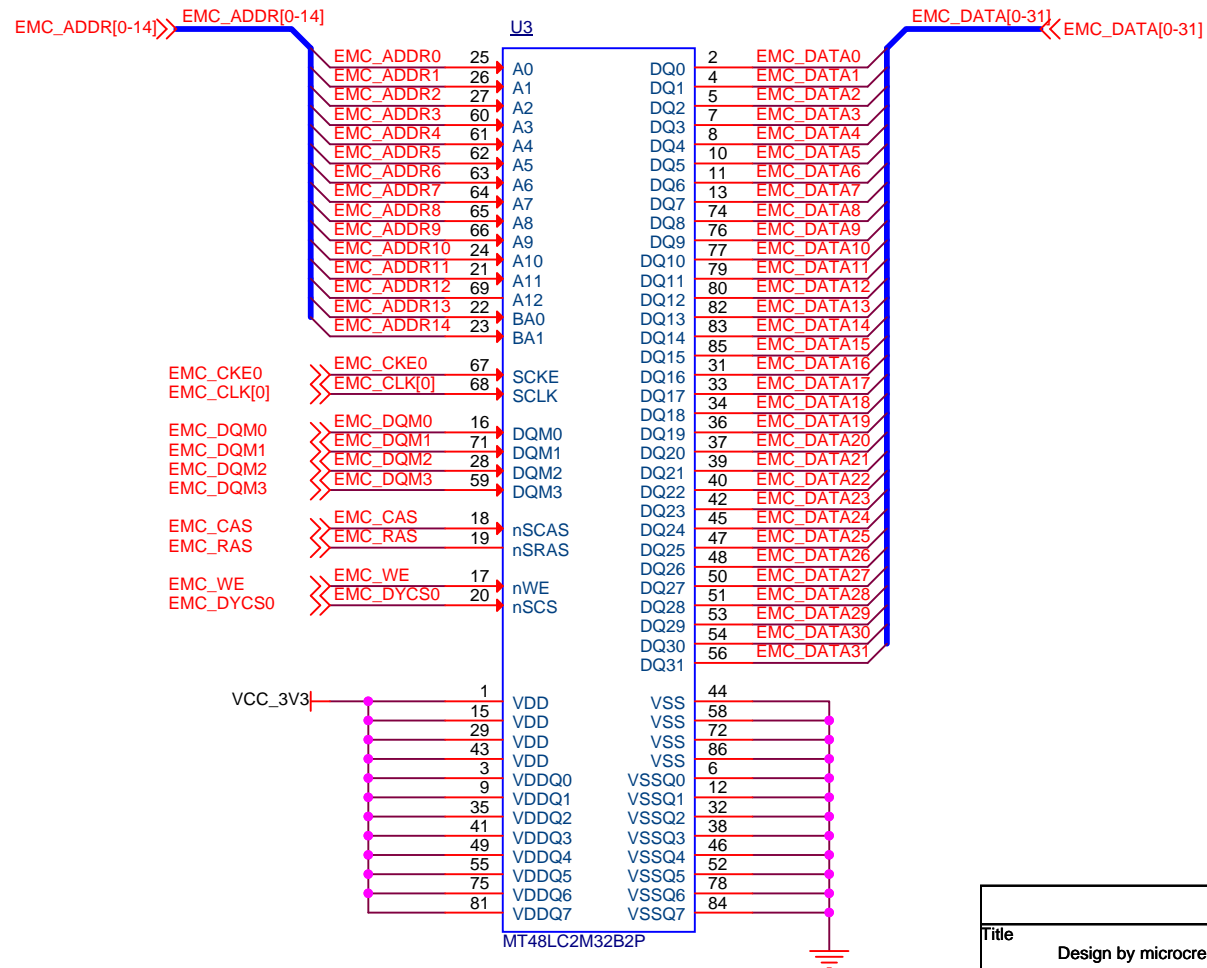 EMC_ADDR[0-14] EMC_ADDR[0-14] U3 EMC_DATA[0-31] EMC_DATA[0-31]
EMC_ADDR0 25 A0 DQ0 2 EMC_DATA0
EMC_ADDR1 26 A1 DQ1 4 EMC_DATA1
EMC_ADDR2 27 A2 DQ2 5 EMC_DATA2
EMC_ADDR3 60 A3 DQ3 7 EMC_DATA3
EMC_ADDR4 61 A4 DQ4 8 EMC_DATA4
EMC_ADDR5 62 A5 DQ5 10 EMC_DATA5
EMC_ADDR6 63 A6 DQ6 11 EMC_DATA6
EMC_ADDR7 64 A7 DQ7 13 EMC_DATA7
EMC_ADDR8 65 A8 DQ8 74 EMC_DATA8
EMC_ADDR9 66 A9 DQ9 76 EMC_DATA9
EMC_ADDR10 24 A10 DQ10 77 EMC_DATA10
EMC_ADDR11 21 A11 DQ11 79 EMC_DATA11
EMC_ADDR12 69 A12 DQ12 80 EMC_DATA12
EMC_ADDR13 22 BA0 DQ13 82 EMC_DATA13
EMC_ADDR14 23 BA1 DQ14 83 EMC_DATA14
DQ15 85 EMC_DATA15
EMC_CKE0 EMC_CKE0 67 SCKE DQ16 31 EMC_DATA16
EMC_CLK[0] EMC_CLK[0] 68 SCLK DQ17 33 EMC_DATA17
DQ18 34 EMC_DATA18
EMC_DQM0 EMC_DQM0 16 DQM0 DQ19 36 EMC_DATA19
EMC_DQM1 EMC_DQM1 71 DQM1 DQ20 37 EMC_DATA20
EMC_DQM2 EMC_DQM2 28 DQM2 DQ21 39 EMC_DATA21
EMC_DQM3 EMC_DQM3 59 DQM3 DQ22 40 EMC_DATA22
DQ23 42 EMC_DATA23
EMC_CAS EMC_CAS 18 nSCAS DQ24 45 EMC_DATA24
EMC_RAS EMC_RAS 19 nSRAS DQ25 47 EMC_DATA25
DQ26 48 EMC_DATA26
EMC_WE EMC_WE 17 nWE DQ27 50 EMC_DATA27
EMC_DYCS0 EMC_DYCS0 20 nSCS DQ28 51 EMC_DATA28
DQ29 53 EMC_DATA29
DQ30 54 EMC_DATA30
DQ31 56 EMC_DATA31
VCC_3V3 1 VDD VSS 44
15 VDD VSS 58
29 VDD VSS 72
43 VDD VSS 86
3 VDDQ0 VSSQ0 6
9 VDDQ1 VSSQ1 12
35 VDDQ2 VSSQ2 32
41 VDDQ3 VSSQ3 38
49 VDDQ4 VSSQ4 46
55 VDDQ5 VSSQ5 52
75 VDDQ6 VSSQ6 78
81 VDDQ7 VSSQ7 84
MT48LC2M32B2P
Title
Design by microcre